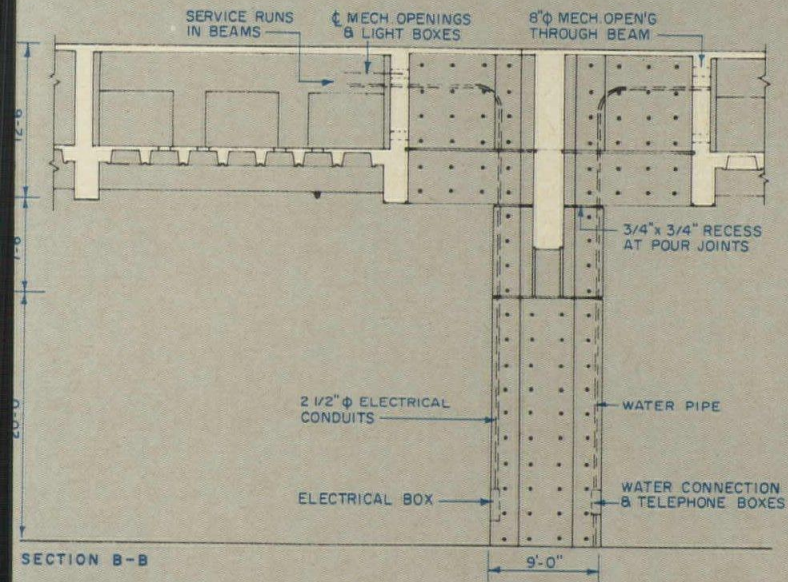 SERVICE RUNS
IN BEAMS
℄ MECH OPENINGS
& LIGHT BOXES
8"φ MECH.OPEN'G
THROUGH BEAM
3/4"x 3/4" RECESS
AT POUR JOINTS
2 1/2" φ ELECTRICAL
CONDUITS
WATER PIPE
ELECTRICAL BOX
WATER CONNECTION
& TELEPHONE BOXES
SECTION B-B
9'-0"